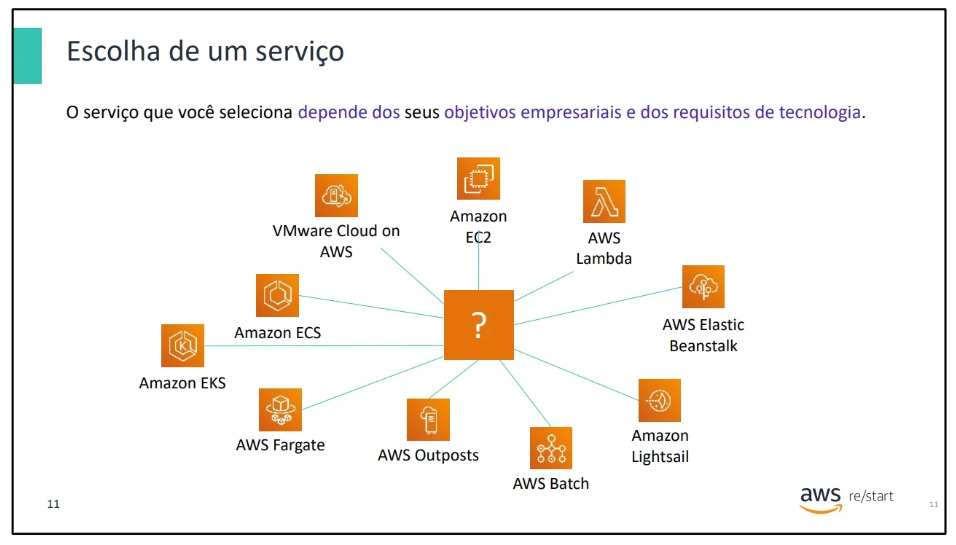 Escolha de um serviço
O serviço que você seleciona depende dos seus objetivos empresariais e dos requisitos de tecnologia.
VMware Cloud on
AWS
Amazon
EC2
AWS
Lambda
Amazon ECS
?
AWS Elastic
Beanstalk
K
Amazon EKS
AWS Fargate
AWS Outposts
AWS Batch
Amazon
Lightsail
11
aws re/start
11